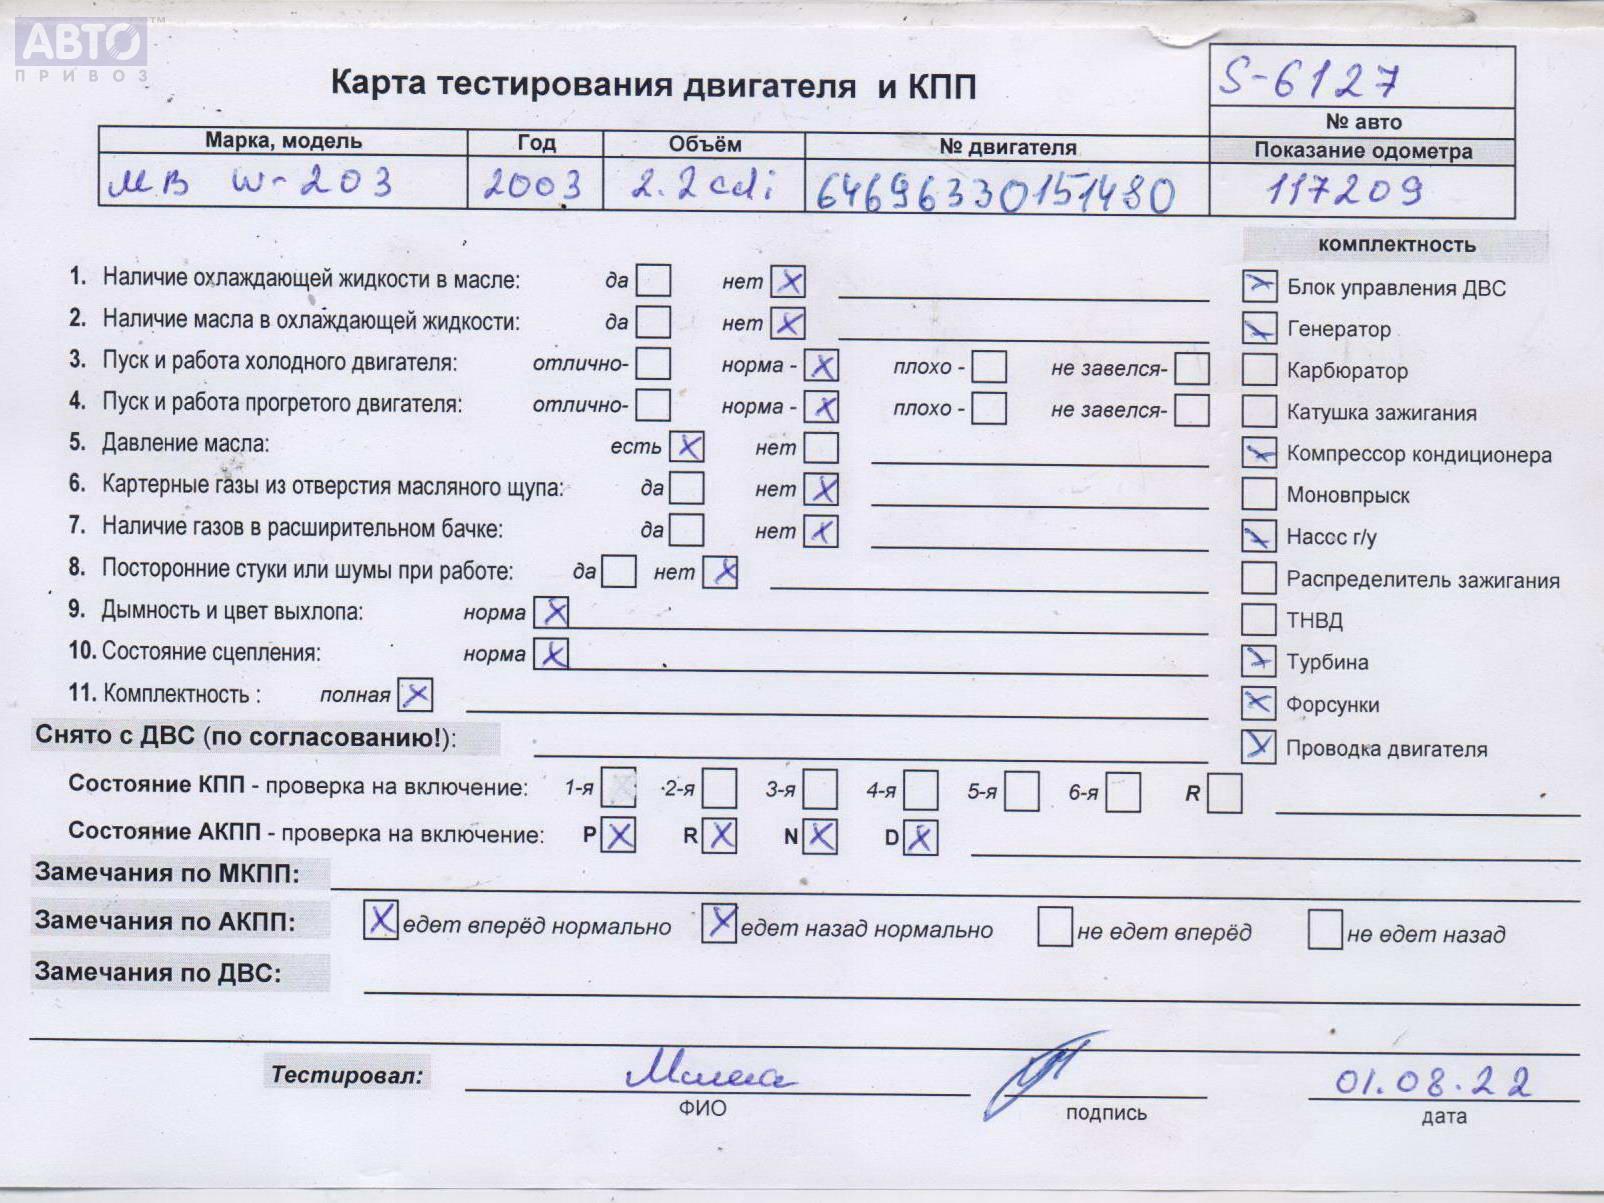 АВТО™
ПРИВОЗ
S-6127
Карта тестирования двигателя и КПП
№ авто
Марка, модель Год Объём № двигателя Показание одометра
МВ W-203 2003 2.2cdi 64696330151480 117209
комплектность
1. Наличие охлаждающей жидкости в масле: да нет
Блок управления ДВС
2. Наличие масла в охлаждающей жидкости: да нет
Генератор
3. Пуск и работа холодного двигателя: отлично- норма - плохо - не завелся-
Карбюратор
4. Пуск и работа прогретого двигателя: отлично- норма - плохо - не завелся-
Катушка зажигания
5. Давление масла: есть нет
Компрессор кондиционера
6. Картерные газы из отверстия масляного щупа: да нет
Моновпрыск
7. Наличие газов в расширительном бачке: да нет
Нассс г/у
8. Посторонние стуки или шумы при работе: да нет
Распределитель зажигания
9. Дымность и цвет выхлопа: норма
ТНВД
10. Состояние сцепления: норма
Турбина
11. Комплектность : полная
Форсунки
Снято с ДВС (по согласованию!):
Проводка двигателя
Состояние КПП - проверка на включение: 1-я 2-я 3-я 4-я 5-я 6-я R
Состояние АКПП - проверка на включение: P R N D
Замечания по МКПП:
Замечания по АКПП: едет вперёд нормально едет назад нормально не едет вперёд не едет назад
Замечания по ДВС:
Тестировал: 01.08.22
ФИО подпись дата